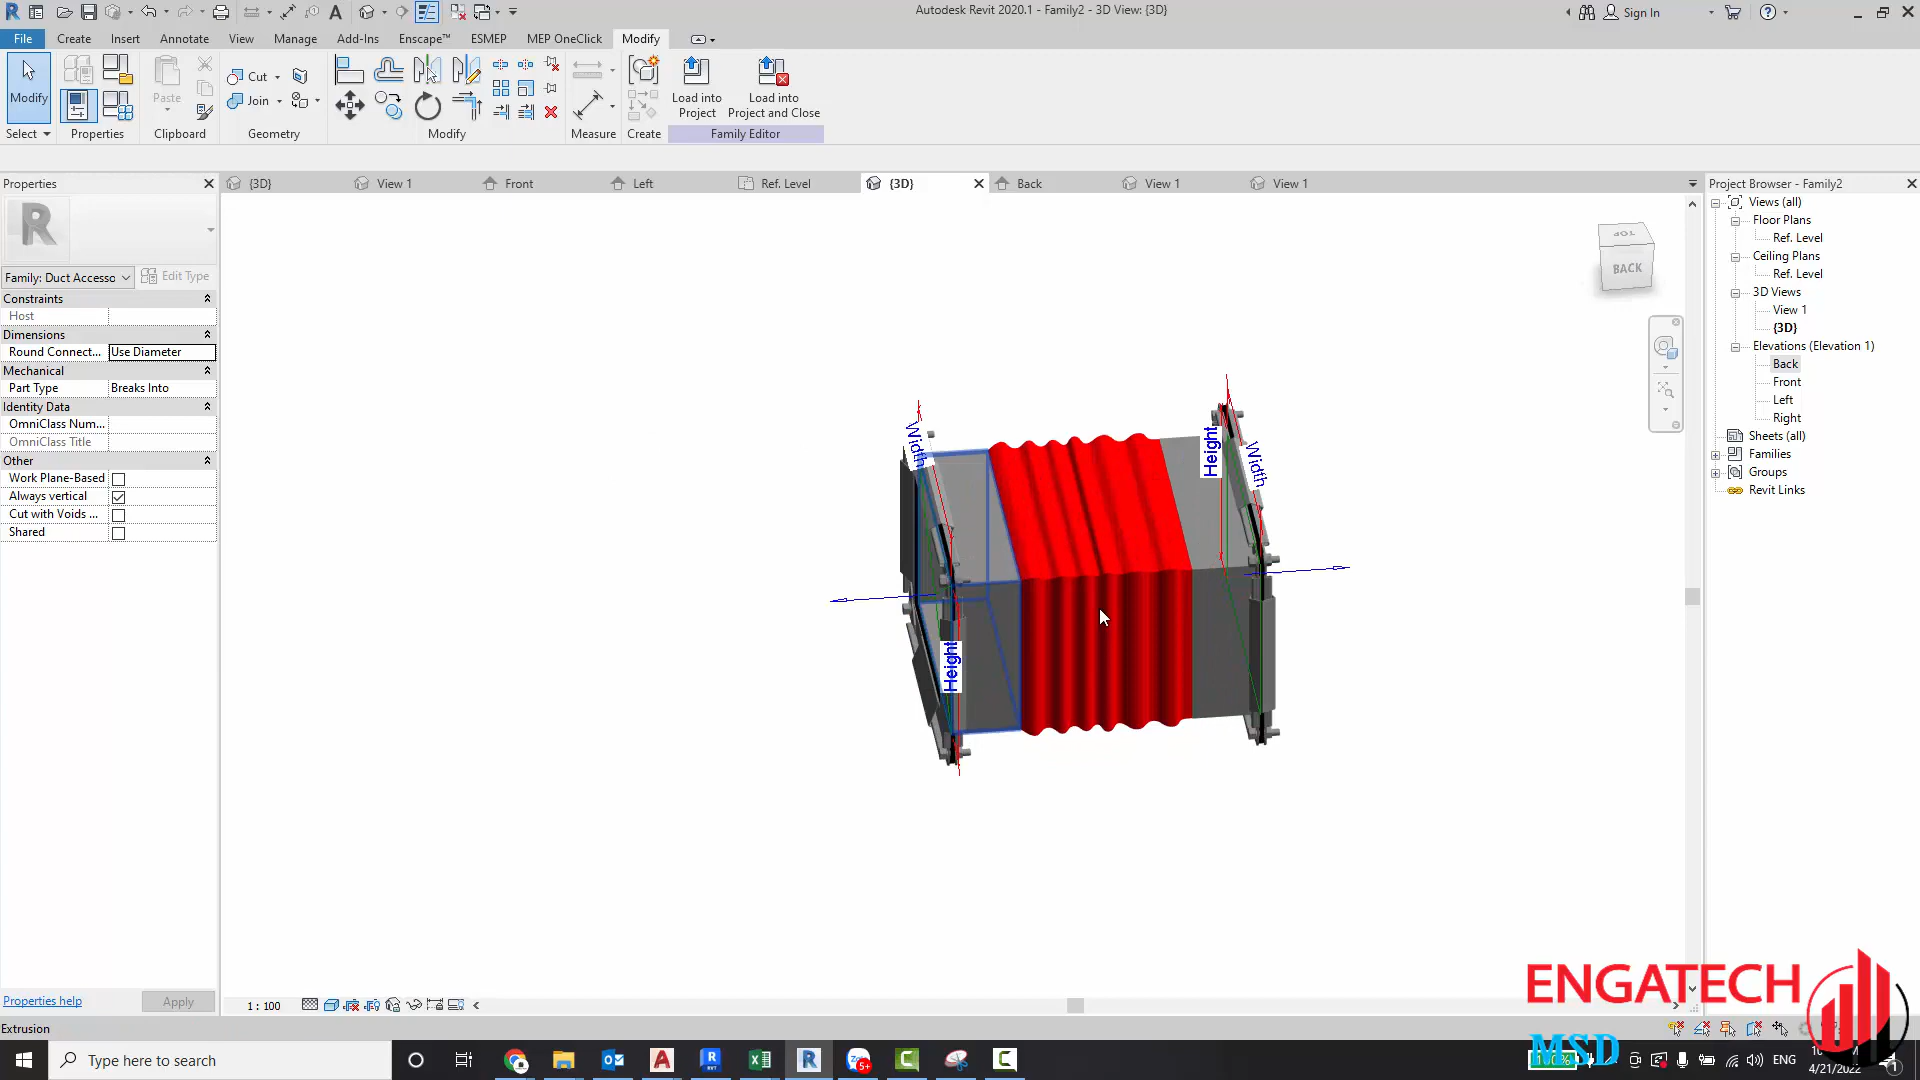 Autodesk Revit 2020.1 - Family2 - 3D View: {3D}
Sign In
File Create Insert Annotate View Manage Add-Ins Enscape™ ESMEP MEP OneClick Modify
Modify
Paste
Cut
Join
Load into Project
Load into Project and Close
Select Properties Clipboard Geometry Modify Measure Create Family Editor
Properties
{3D} View 1 Front Left Ref. Level {3D} Back View 1 View 1
Project Browser - Family2
R
Family: Duct Accesso
Edit Type
Constraints
Host
Dimensions
Round Connect... Use Diameter
Mechanical
Part Type Breaks Into
Identity Data
OmniClass Num...
OmniClass Title
Other
Work Plane-Based
Always vertical
Cut with Voids ...
Shared
Width
Height
Height
Width
TOP
BACK
Views (all)
Floor Plans
Ref. Level
Ceiling Plans
Ref. Level
3D Views
View 1
{3D}
Elevations (Elevation 1)
Back
Front
Left
Right
Sheets (all)
Families
Groups
Revit Links
Properties help
Apply
1 : 100
Extrusion
ENGATECH
MSD
Type here to search
5+
ENG
4/21/2022
1